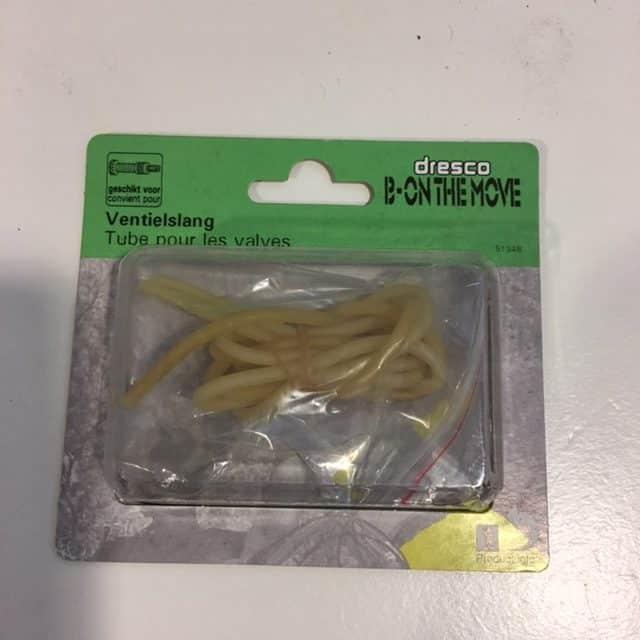 geschikt voor
convient pour
dresco
B-ON THE MOVE
Ventielslang
Tube pour les valves